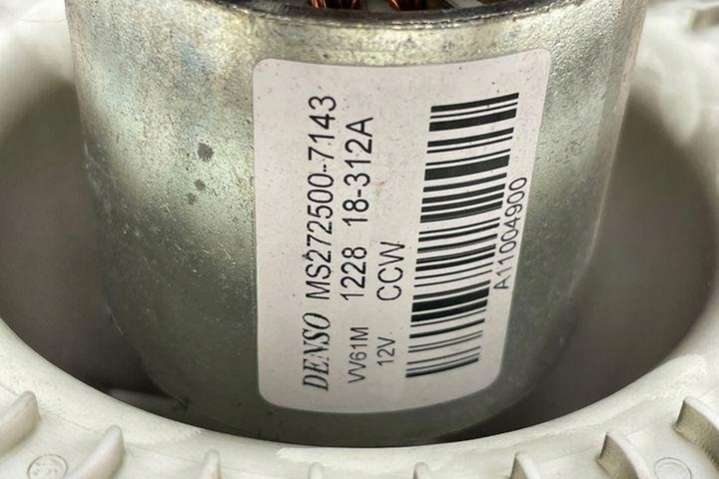 DENSO MS272500-7143
VV61M 1228 18-312A
12V CCW
A11004900